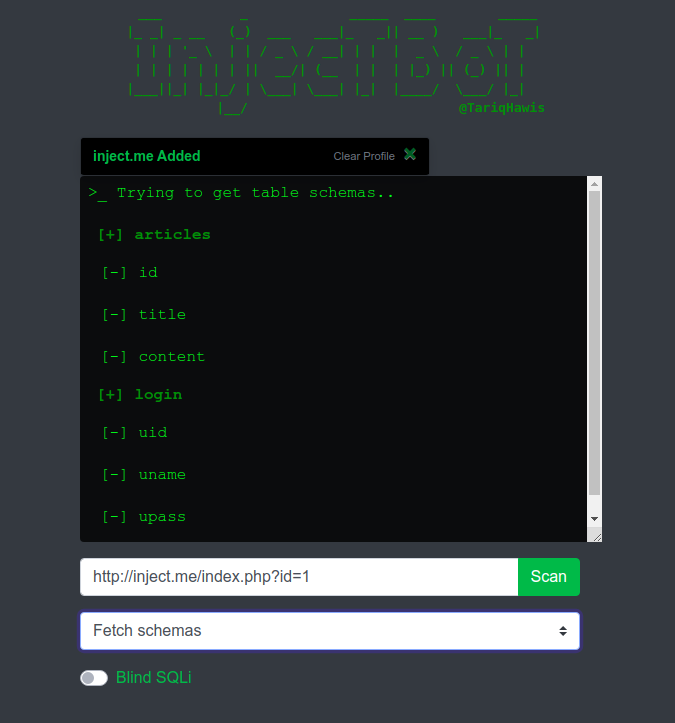 InjectBOT
@TariqHawis
inject.me Added
Clear Profile
>_ Trying to get table schemas..
[+] articles
[-] id
[-] title
[-] content
[+] login
[-] uid
[-] uname
[-] upass
http://inject.me/index.php?id=1
Scan
Fetch schemas
Blind SQLi